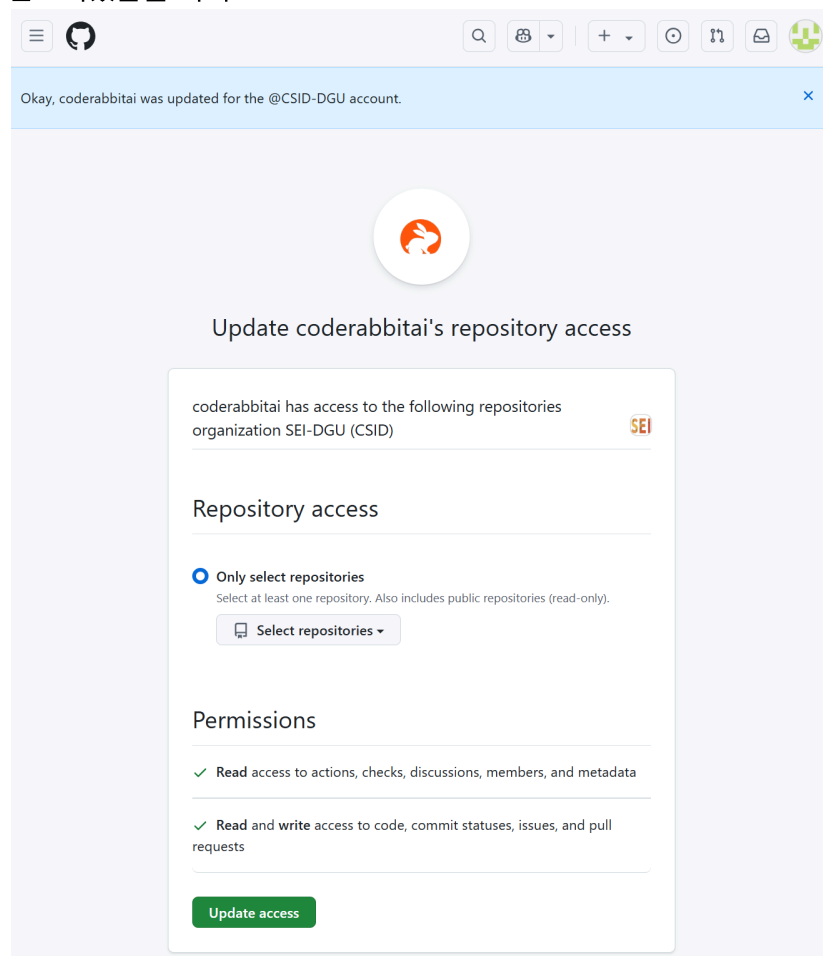 Okay, coderabbitai was updated for the @CSID-DGU account.
Update coderabbitai's repository access
coderabbitai has access to the following repositories
organization SEI-DGU (CSID)
SEI
Repository access
Only select repositories
Select at least one repository. Also includes public repositories (read-only).
Select repositories
Permissions
Read access to actions, checks, discussions, members, and metadata
Read and write access to code, commit statuses, issues, and pull
requests
Update access